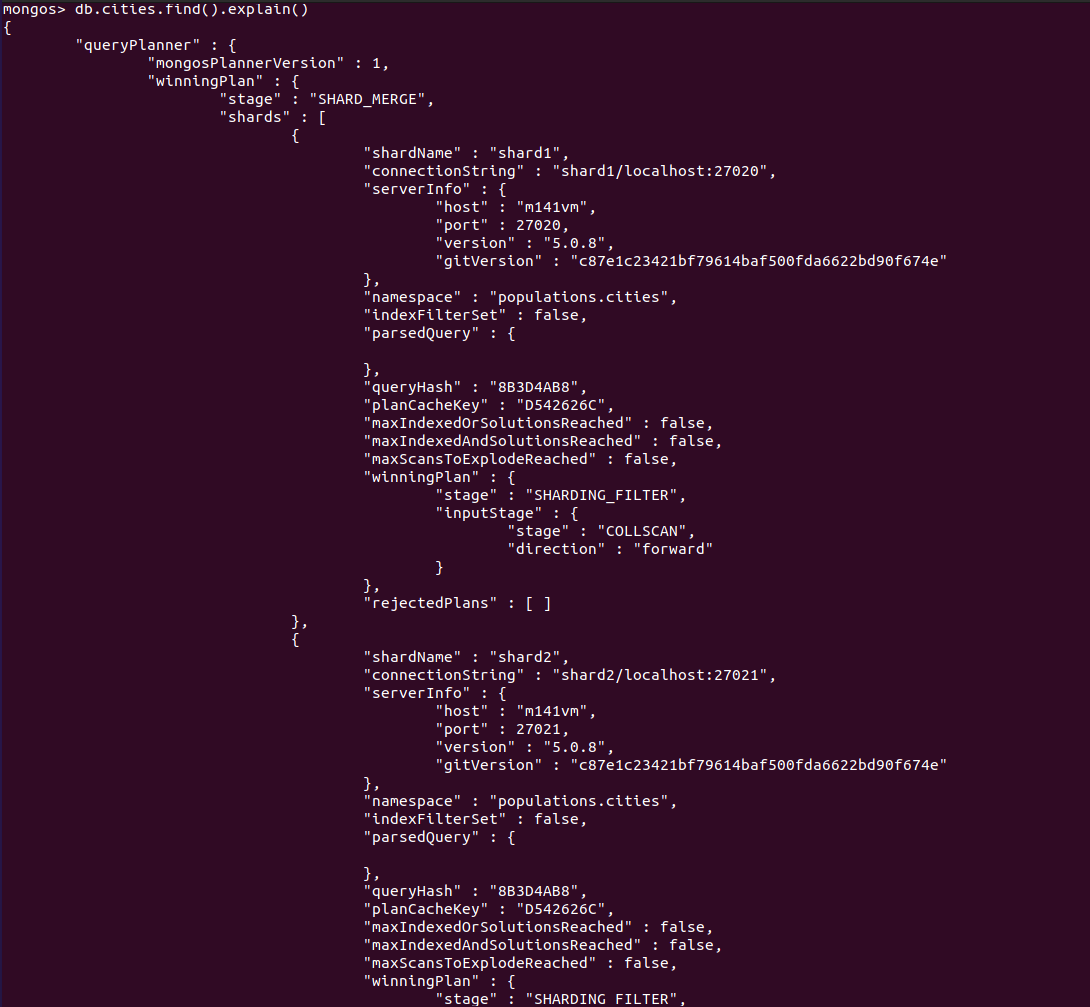 mongos> db.cities.find().explain()
{
        "queryPlanner" : {
                "mongosPlannerVersion" : 1,
                "winningPlan" : {
                        "stage" : "SHARD_MERGE",
                        "shards" : [
                                {
                                        "shardName" : "shard1",
                                        "connectionString" : "shard1/localhost:27020",
                                        "serverInfo" : {
                                                "host" : "m141vm",
                                                "port" : 27020,
                                                "version" : "5.0.8",
                                                "gitVersion" : "c87e1c23421bf79614baf500fda6622bd90f674e"
                                        },
                                        "namespace" : "populations.cities",
                                        "indexFilterSet" : false,
                                        "parsedQuery" : {

                                        },
                                        "queryHash" : "8B3D4AB8",
                                        "planCacheKey" : "D542626C",
                                        "maxIndexedOrSolutionsReached" : false,
                                        "maxIndexedAndSolutionsReached" : false,
                                        "maxScansToExplodeReached" : false,
                                        "winningPlan" : {
                                                "stage" : "SHARDING_FILTER",
                                                "inputStage" : {
                                                        "stage" : "COLLSCAN",
                                                        "direction" : "forward"
                                                }
                                        },
                                        "rejectedPlans" : [ ]
                                },
                                {
                                        "shardName" : "shard2",
                                        "connectionString" : "shard2/localhost:27021",
                                        "serverInfo" : {
                                                "host" : "m141vm",
                                                "port" : 27021,
                                                "version" : "5.0.8",
                                                "gitVersion" : "c87e1c23421bf79614baf500fda6622bd90f674e"
                                        },
                                        "namespace" : "populations.cities",
                                        "indexFilterSet" : false,
                                        "parsedQuery" : {

                                        },
                                        "queryHash" : "8B3D4AB8",
                                        "planCacheKey" : "D542626C",
                                        "maxIndexedOrSolutionsReached" : false,
                                        "maxIndexedAndSolutionsReached" : false,
                                        "maxScansToExplodeReached" : false,
                                        "winningPlan" : {
                                                "stage" : "SHARDING_FILTER",